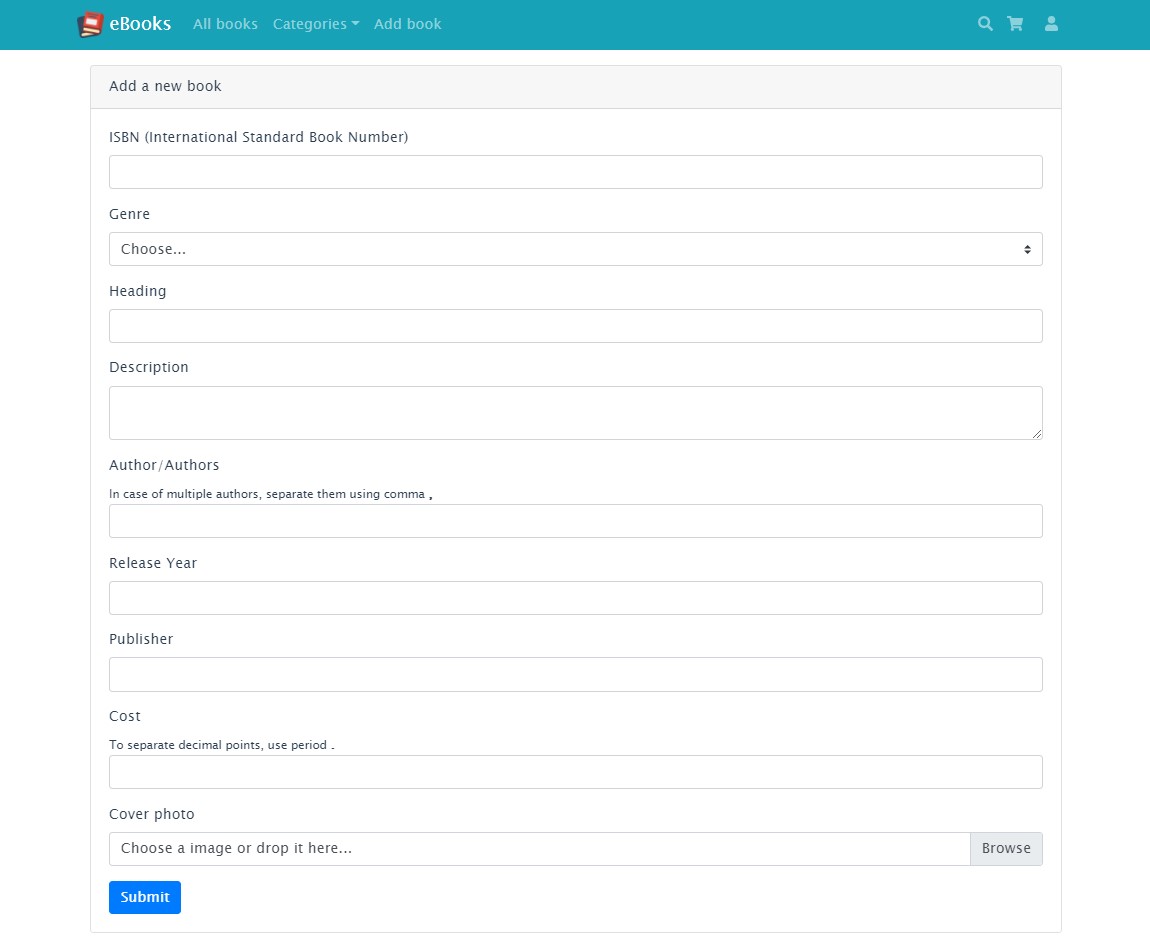 eBooks All books Categories Add book
Add a new book
ISBN (International Standard Book Number)
Genre
Choose...
Heading
Description
Author/Authors
In case of multiple authors, separate them using comma ,
Release Year
Publisher
Cost
To separate decimal points, use period .
Cover photo
Choose a image or drop it here... Browse
Submit